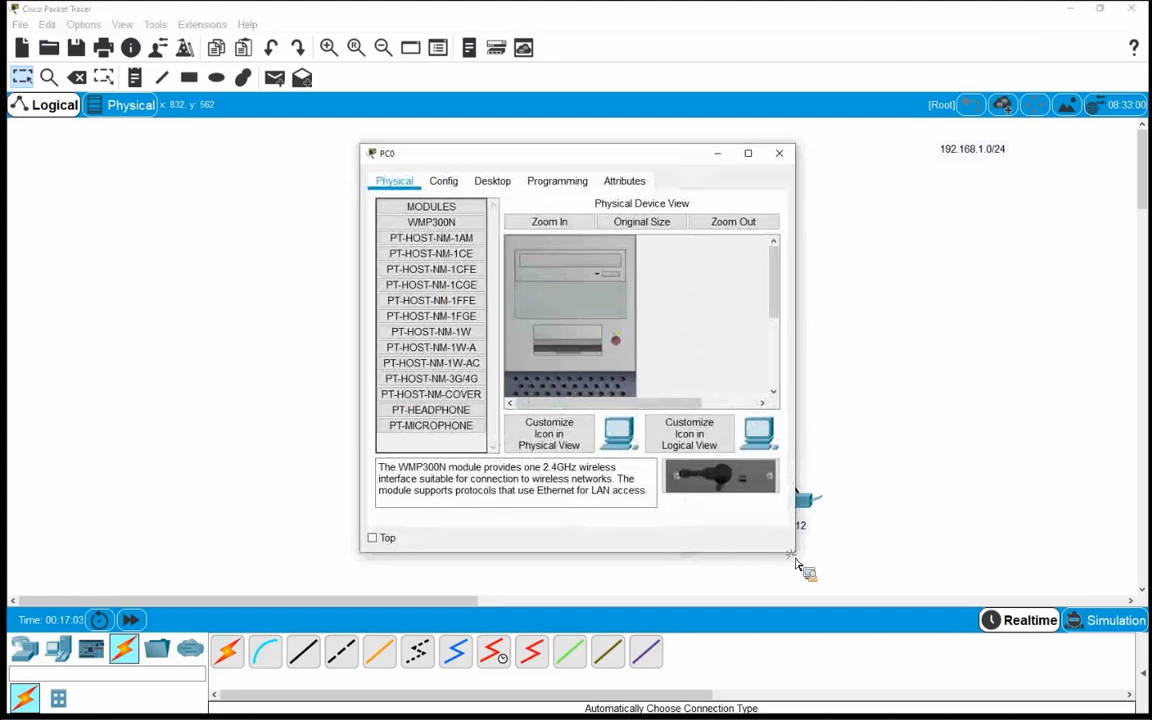 Cisco Packet Tracer
File Edit Options View Tools Extensions Help
?
Logical Physical x: 832, y: 562 [Root] 08:33:00
192.168.1.0/24
PC0
Physical Config Desktop Programming Attributes
MODULES
WMP300N
PT-HOST-NM-1AM
PT-HOST-NM-1CE
PT-HOST-NM-1CFE
PT-HOST-NM-1CGE
PT-HOST-NM-1FFE
PT-HOST-NM-1FGE
PT-HOST-NM-1W
PT-HOST-NM-1W-A
PT-HOST-NM-1W-AC
PT-HOST-NM-3G/4G
PT-HOST-NM-COVER
PT-HEADPHONE
PT-MICROPHONE
Physical Device View
Zoom In Original Size Zoom Out
Customize
Icon in
Physical View
Customize
Icon in
Logical View
The WMP300N module provides one 2.4GHz wireless
interface suitable for connection to wireless networks. The
module supports protocols that use Ethernet for LAN access.
Top
12
Time: 00:17:03 Realtime Simulation
Automatically Choose Connection Type